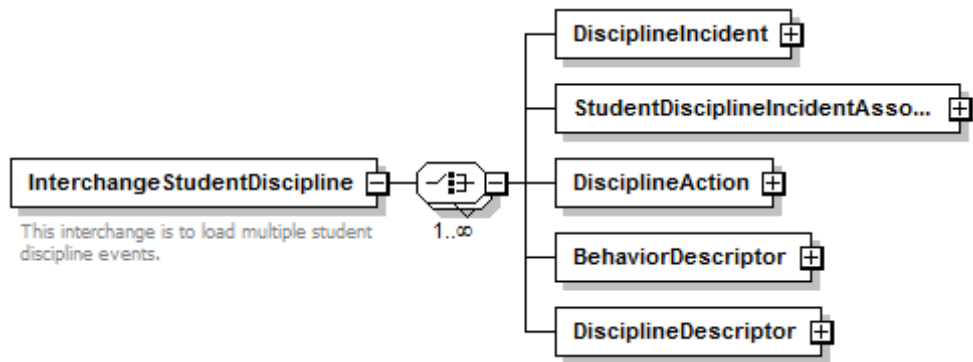 DisciplineIncident
StudentDisciplineIncidentAsso...
InterchangeStudentDiscipline
This interchange is to load multiple student
discipline events.
1..∞
DisciplineAction
BehaviorDescriptor
DisciplineDescriptor